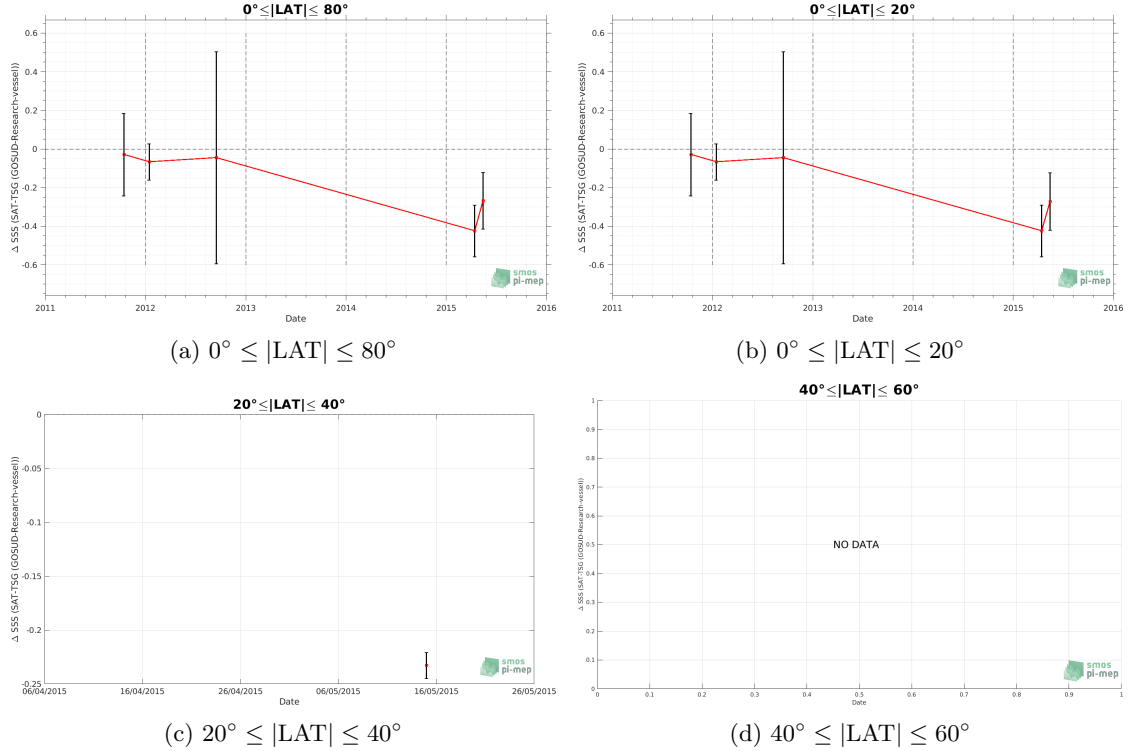 0°≤|LAT|≤ 80°
Δ SSS (SAT-TSG (GOSUD-Research-vessel))
0.6
0.4
0.2
0
-0.2
-0.4
-0.6
2011 2012 2013 2014 2015 2016
Date
smos
pi-mep
(a) 0° ≤ |LAT| ≤ 80°
0°≤|LAT|≤ 20°
Δ SSS (SAT-TSG (GOSUD-Research-vessel))
0.6
0.4
0.2
0
-0.2
-0.4
-0.6
2011 2012 2013 2014 2015 2016
Date
smos
pi-mep
(b) 0° ≤ |LAT| ≤ 20°
20°≤|LAT|≤ 40°
Δ SSS (SAT-TSG (GOSUD-Research-vessel))
0
-0.05
-0.1
-0.15
-0.2
-0.25
06/04/2015 16/04/2015 26/04/2015 06/05/2015 16/05/2015 26/05/2015
Date
smos
pi-mep
(c) 20° ≤ |LAT| ≤ 40°
40°≤|LAT|≤ 60°
Δ SSS (SAT-TSG (GOSUD-Research-vessel))
1
0.9
0.8
0.7
0.6
0.5
0.4
0.3
0.2
0.1
0
NO DATA
0 0.1 0.2 0.3 0.4 0.5 0.6 0.7 0.8 0.9 1
Date
smos
pi-mep
(d) 40° ≤ |LAT| ≤ 60°